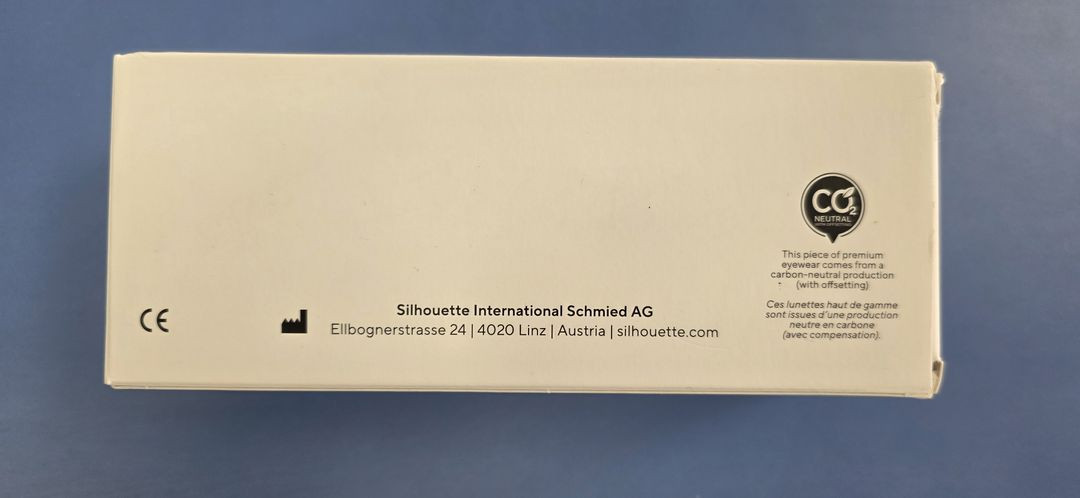 CO2
NEUTRAL
WITH OFFSETTING
This piece of premium
eyewear comes from a
carbon-neutral production
(with offsetting)
Ces lunettes haut de gamme
sont issues d'une production
neutre en carbone
(avec compensation).
CE
Silhouette International Schmied AG
Ellbognerstrasse 24 | 4020 Linz | Austria | silhouette.com